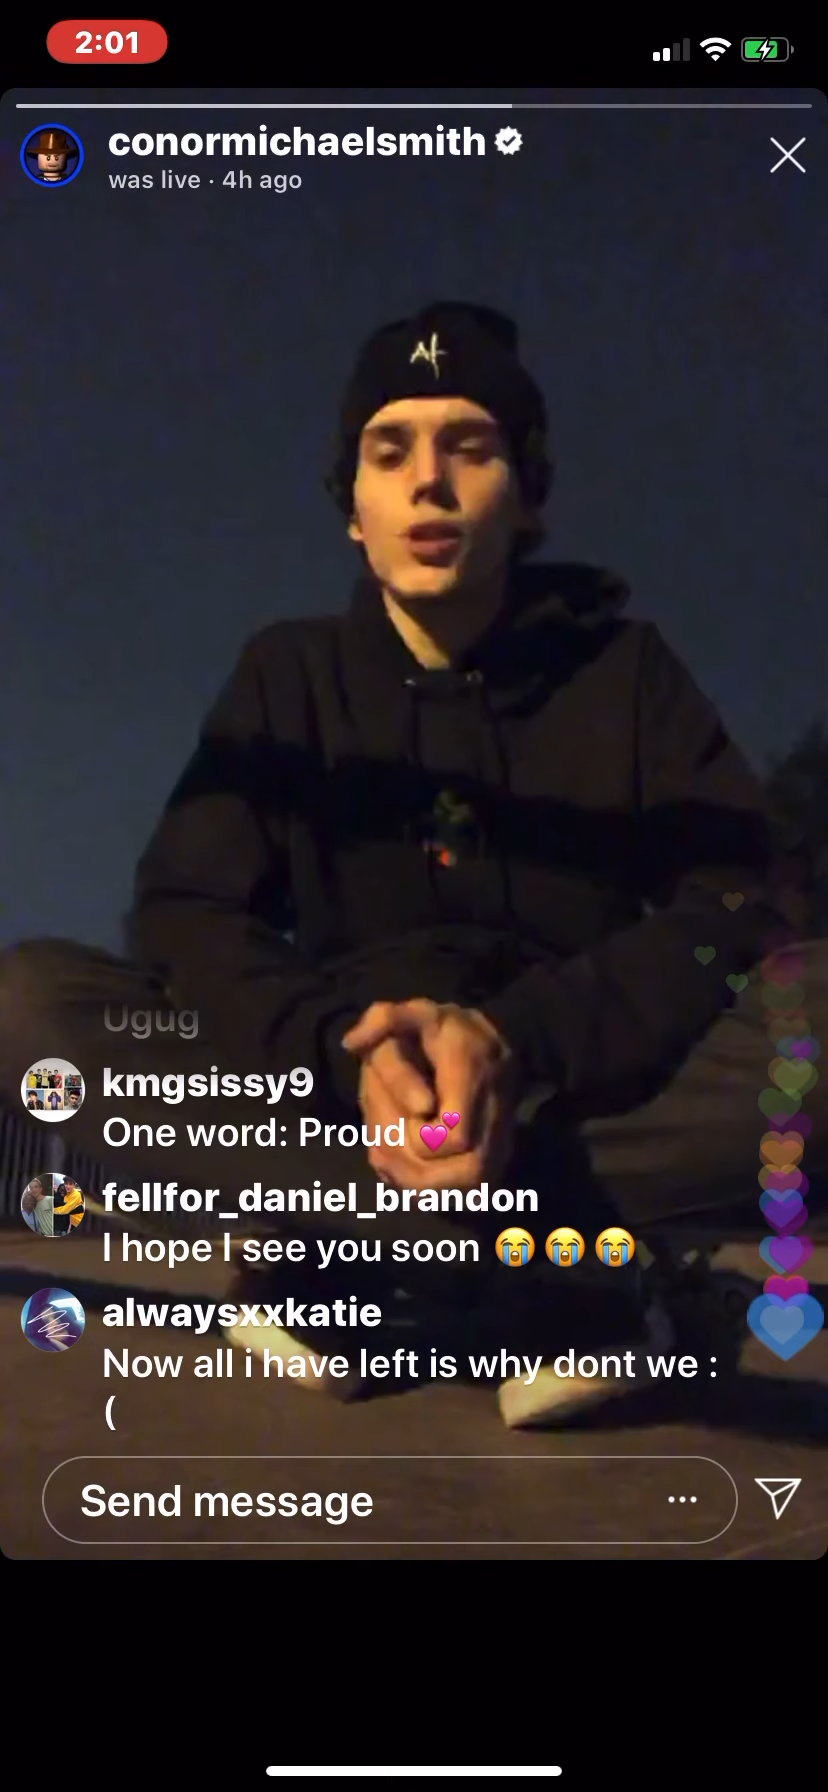 2:01
conormichaelsmith
was live · 4h ago
Ugug
kmgsissy9
One word: Proud 💕
fellfor_daniel_brandon
I hope I see you soon 😭😭😭
alwaysxxkatie
Now all i have left is why dont we :
(
Send message